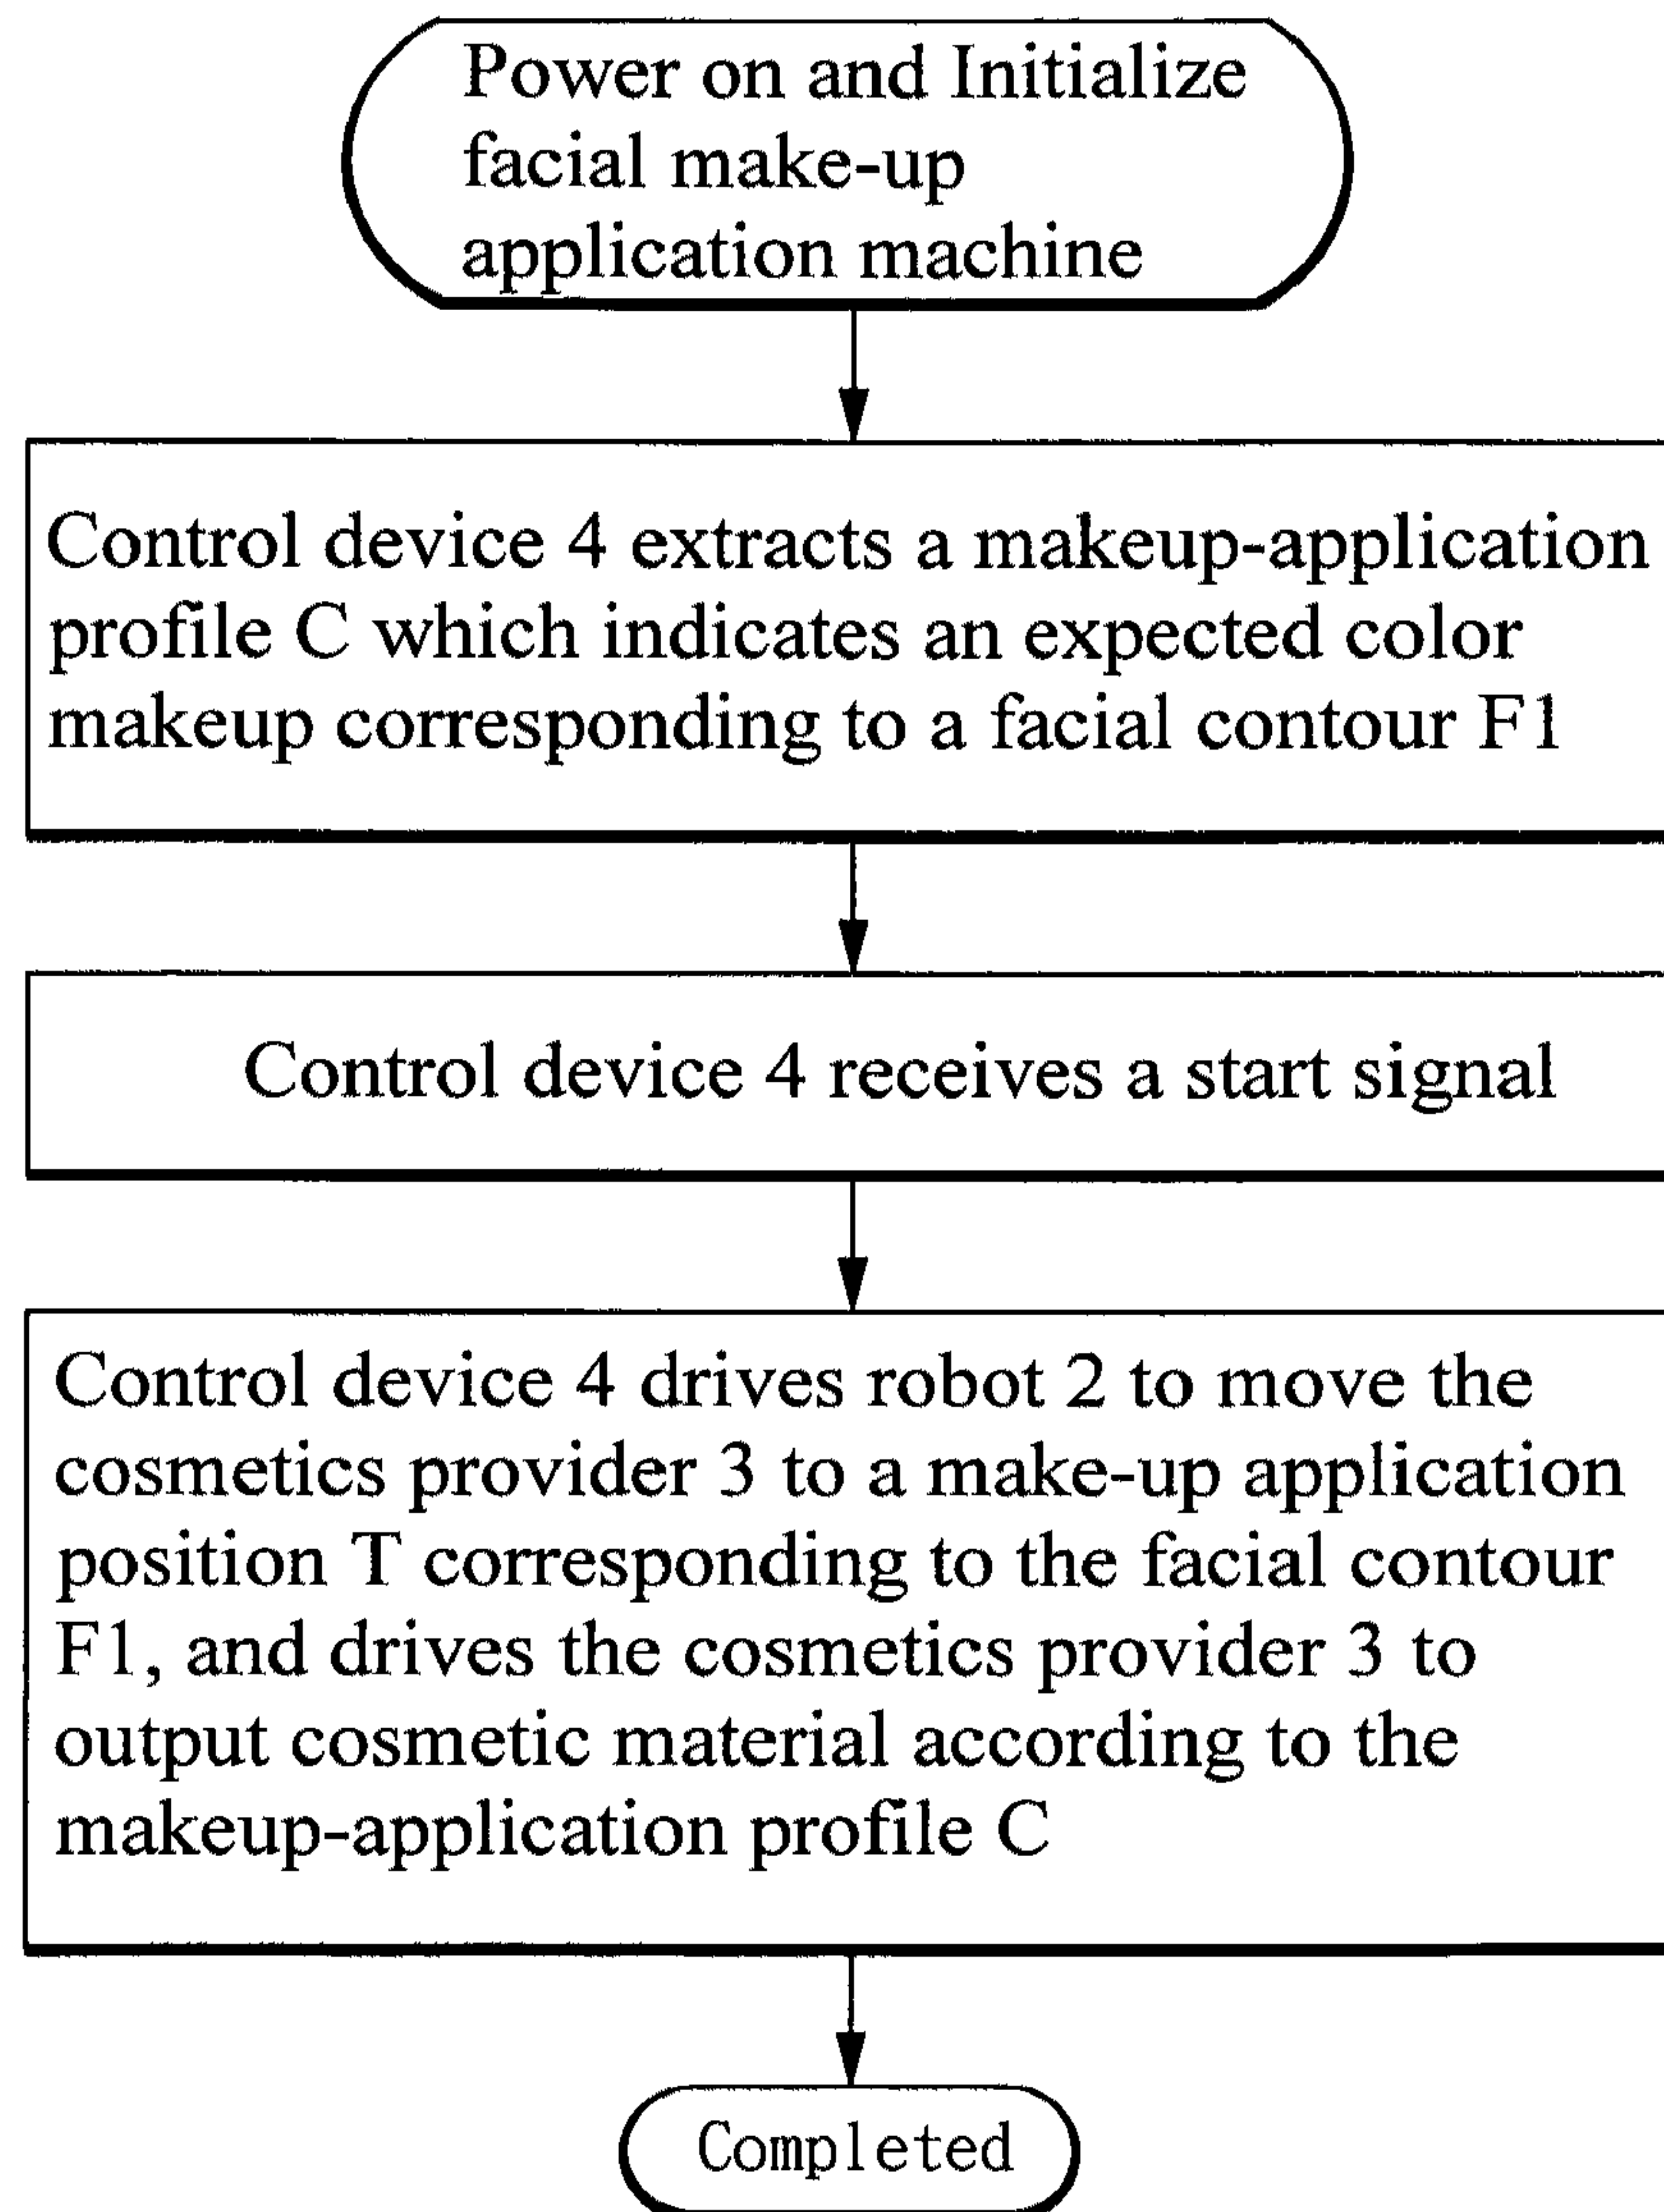 Power on and Initialize
facial make-up
application machine
Control device 4 extracts a makeup-application
profile C which indicates an expected color
makeup corresponding to a facial contour F1
Control device 4 receives a start signal
Control device 4 drives robot 2 to move the
cosmetics provider 3 to a make-up application
position T corresponding to the facial contour
F1, and drives the cosmetics provider 3 to
output cosmetic material according to the
makeup-application profile C
Completed